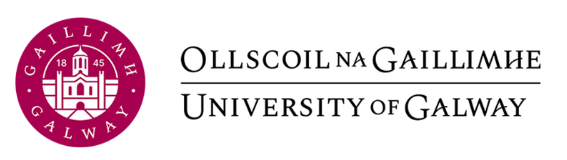 GAILLIMH
18 45
GALWAY
OLLSCOIL NA GAILLIMHE
UNIVERSITY OF GALWAY